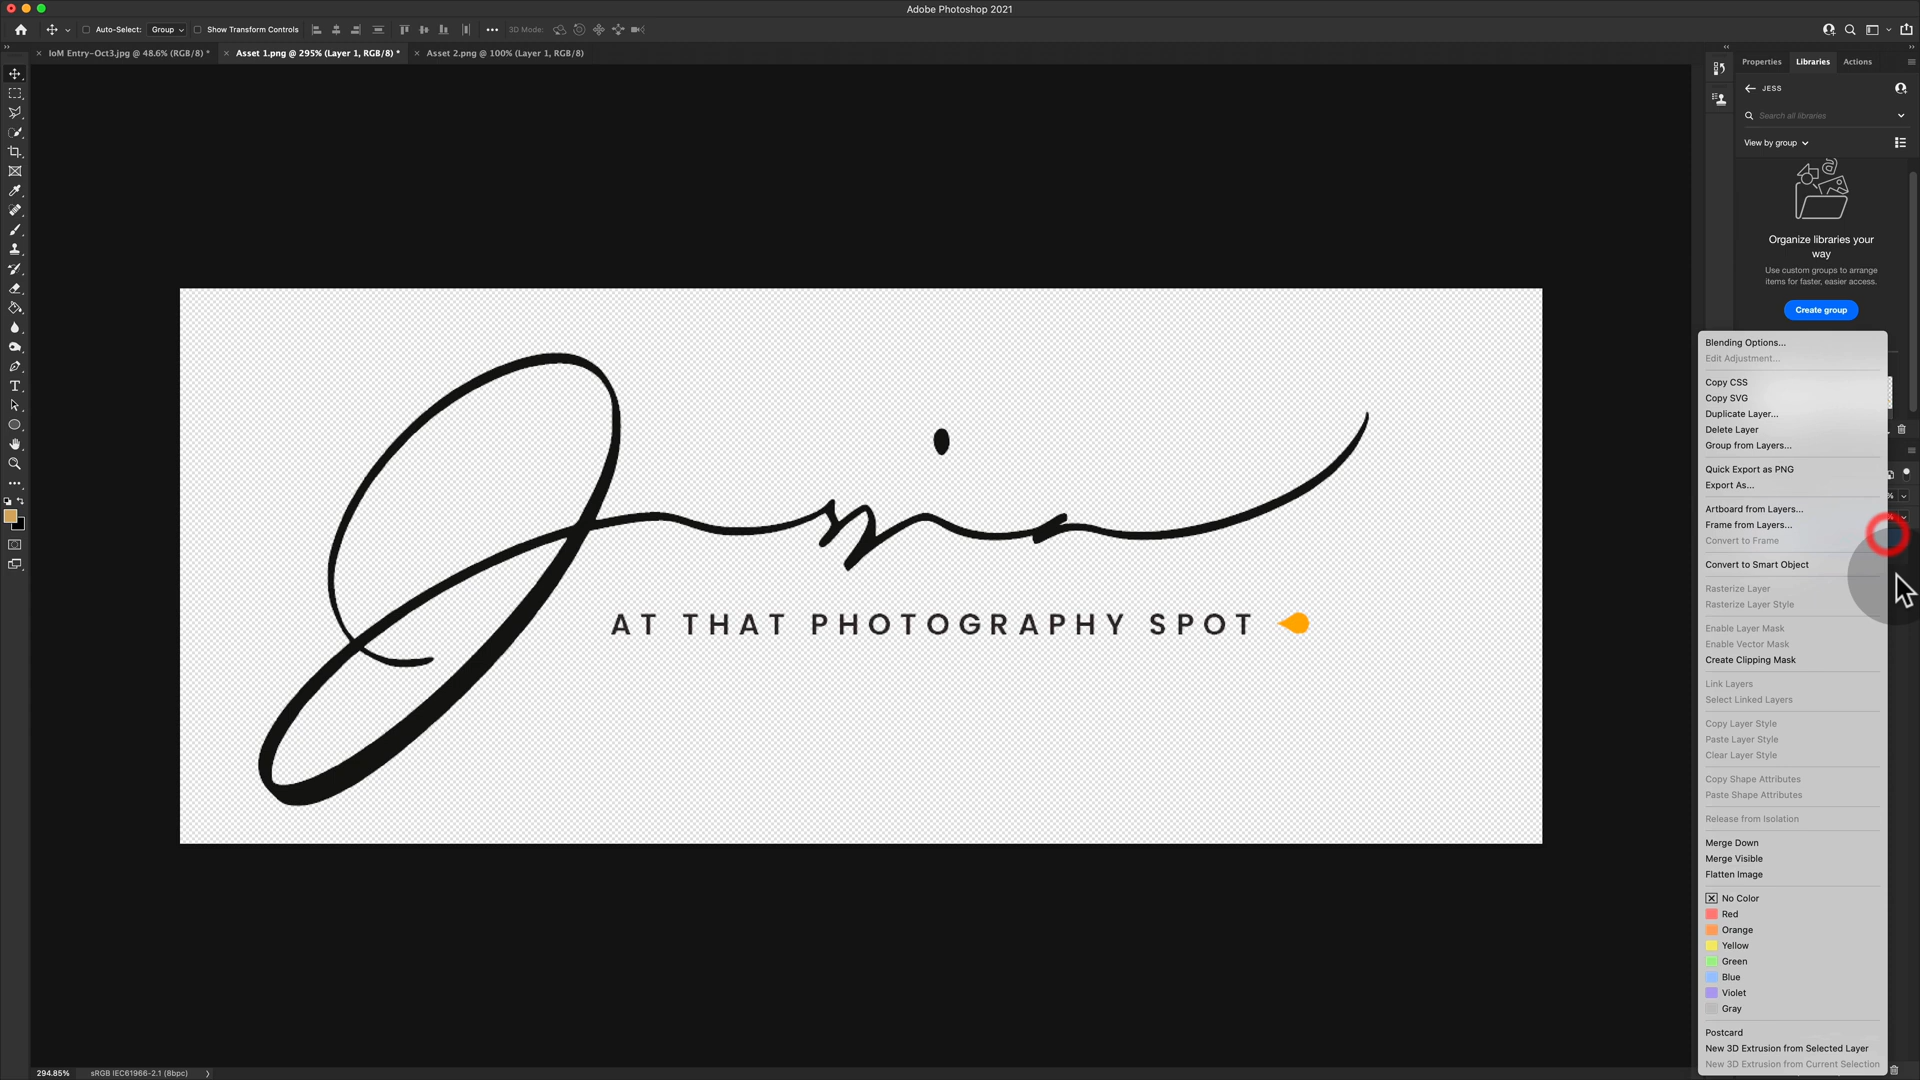 Adobe Photoshop 2021
Auto-Select: Group Show Transform Controls 3D Mode:
IoM Entry-Oct3.jpg @ 48.6% (RGB/8) *
Asset 1.png @ 295% (Layer 1, RGB/8) *
Asset 2.png @ 100% (Layer 1, RGB/8)
Properties Libraries Actions
JESS
Search all libraries
View by group
Organize libraries your
way
Use custom groups to arrange
items for faster, easier access.
Create group
AT THAT PHOTOGRAPHY SPOT
Blending Options...
Edit Adjustment...
Copy CSS
Copy SVG
Duplicate Layer...
Delete Layer
Group from Layers...
Quick Export as PNG
Export As...
Artboard from Layers...
Frame from Layers...
Convert to Frame
Convert to Smart Object
Rasterize Layer
Rasterize Layer Style
Enable Layer Mask
Enable Vector Mask
Create Clipping Mask
Link Layers
Select Linked Layers
Copy Layer Style
Paste Layer Style
Clear Layer Style
Copy Shape Attributes
Paste Shape Attributes
Release from Isolation
Merge Down
Merge Visible
Flatten Image
No Color
Red
Orange
Yellow
Green
Blue
Violet
Gray
Postcard
New 3D Extrusion from Selected Layer
New 3D Extrusion from Current Selection
294.85% sRGB IEC61966-2.1 (8bpc)